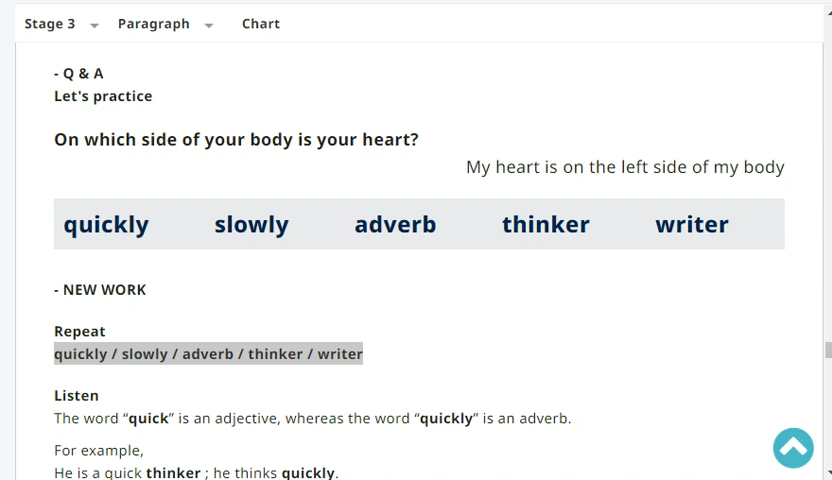 Stage 3 Paragraph Chart
- Q & A
Let's practice
On which side of your body is your heart?
My heart is on the left side of my body
quickly slowly adverb thinker writer
- NEW WORK
Repeat
quickly / slowly / adverb / thinker / writer
Listen
The word “quick” is an adjective, whereas the word “quickly” is an adverb.
For example,
He is a quick thinker ; he thinks quickly.